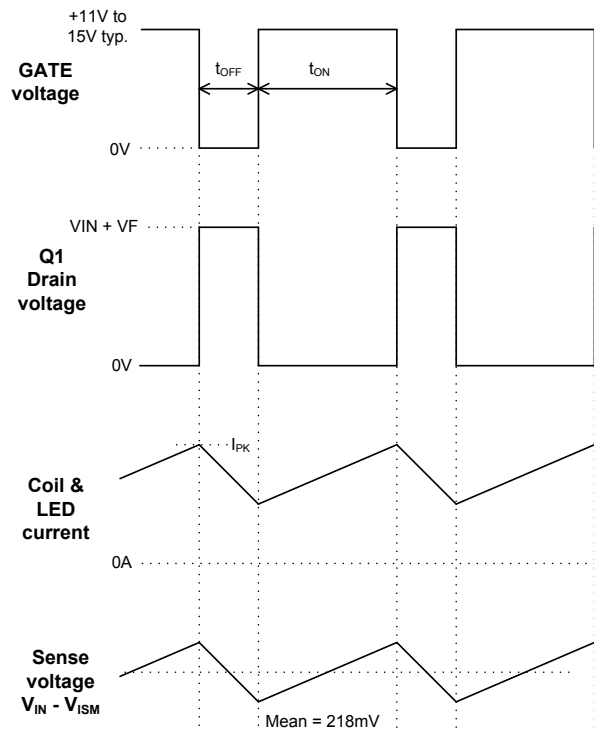 +11V to
15V typ.
GATE
voltage
tOFF
tON
0V
VIN + VF
Q1
Drain
voltage
0V
IPK
Coil &
LED
current
0A
Sense
voltage
VIN - VISM
Mean = 218mV